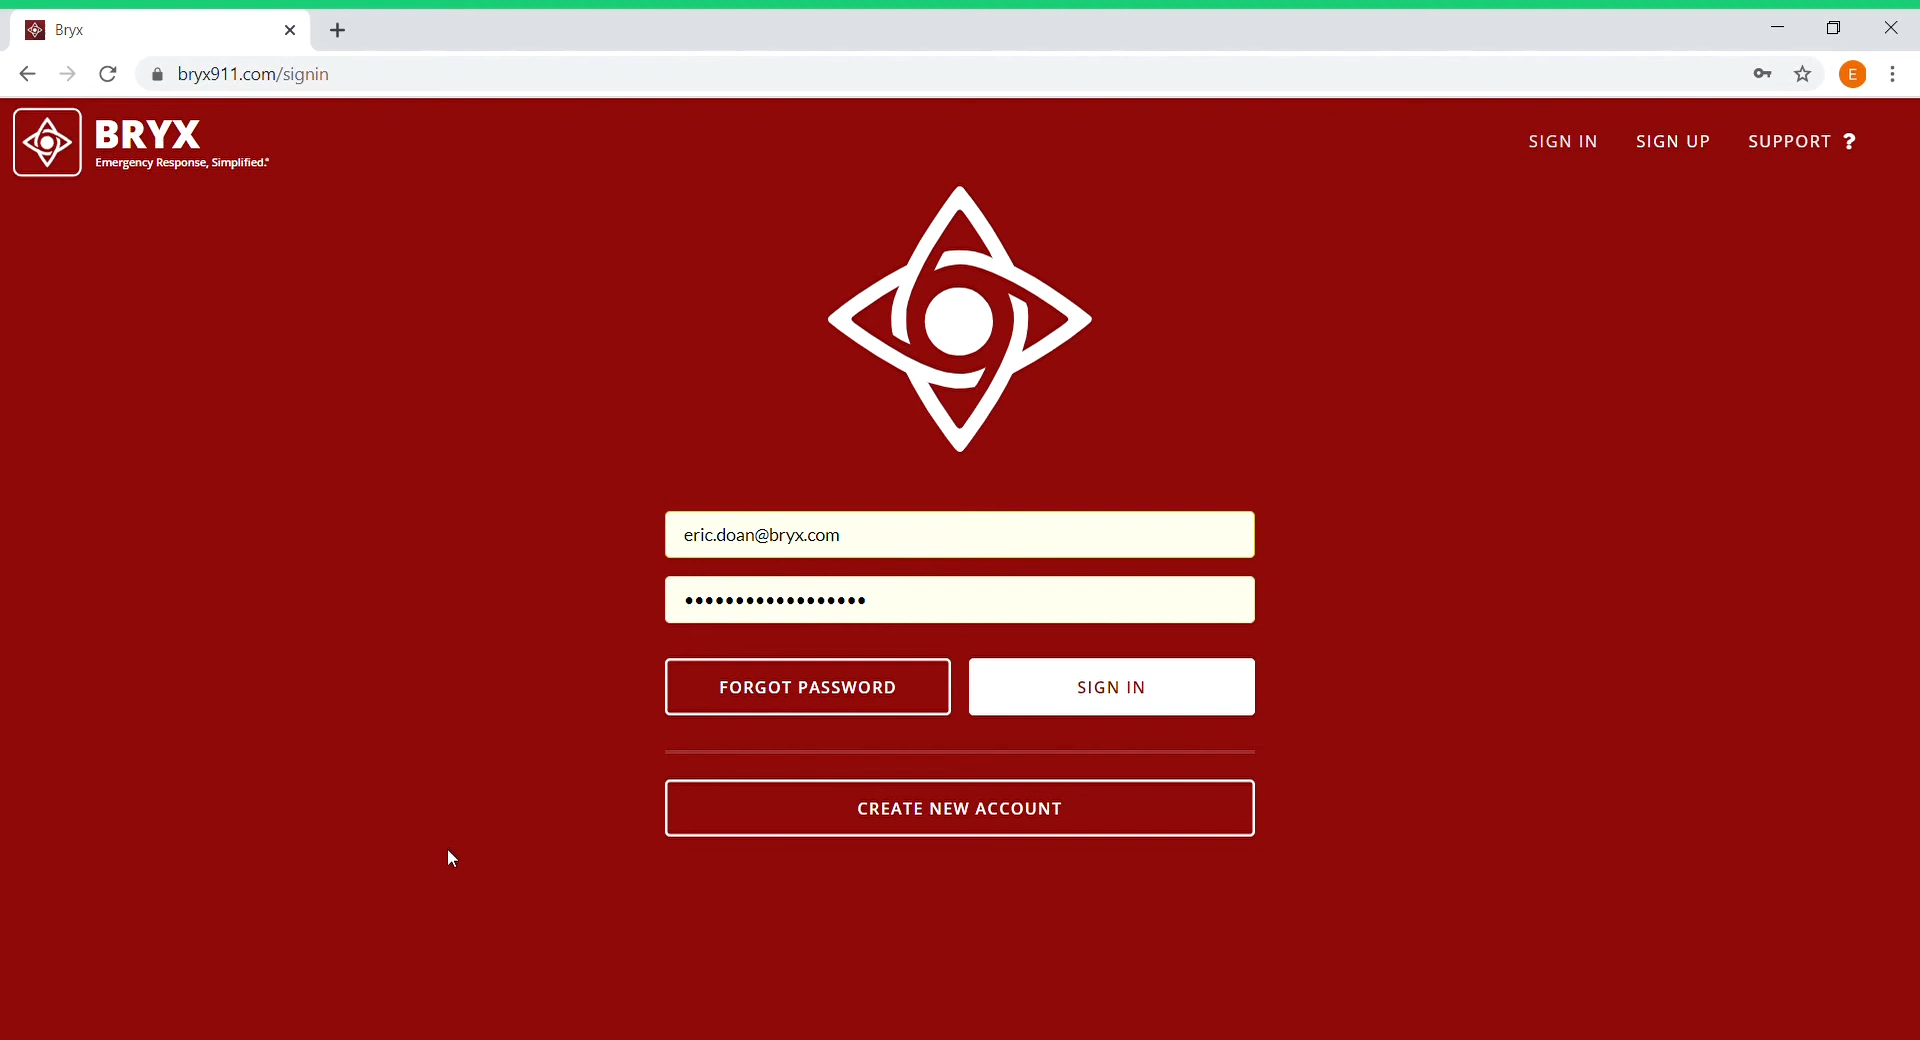 Bryx
bryx911.com/signin
E
BRYX
Emergency Response, Simplified.®
SIGN IN
SIGN UP
SUPPORT ?
eric.doan@bryx.com
••••••••••••••••••
FORGOT PASSWORD
SIGN IN
CREATE NEW ACCOUNT